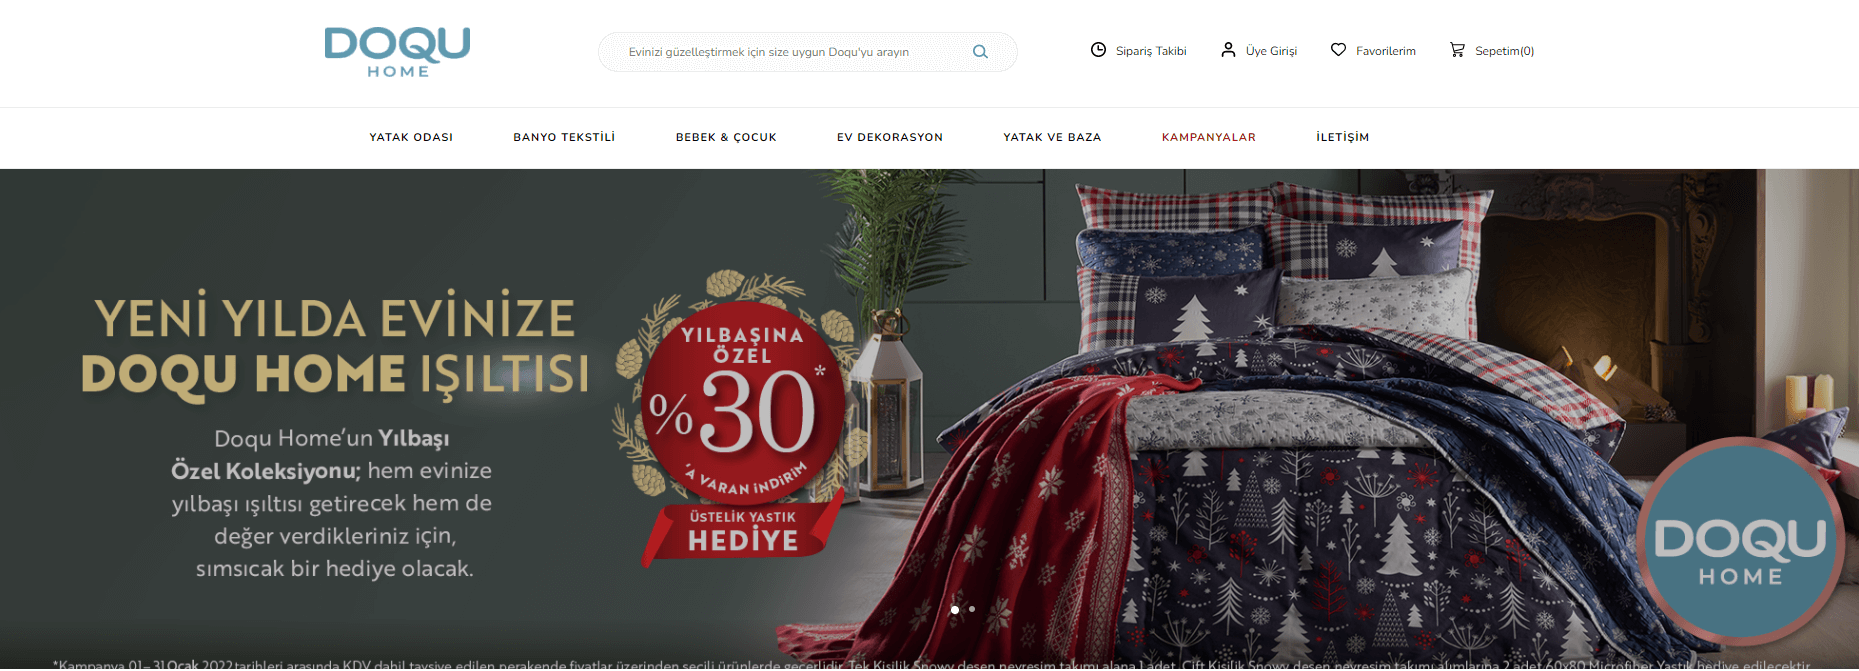 DOQU
HOME
Evinizi güzelleştirmek için size uygun Doqu'yu arayın
Sipariş Takibi
Üye Girişi
Favorilerim
Sepetim(0)
YATAK ODASI
BANYO TEKSTİLİ
BEBEK & ÇOCUK
EV DEKORASYON
YATAK VE BAZA
KAMPANYALAR
İLETİŞİM
YENİ YILDA EVİNİZE
DOQU HOME IŞILTISI
Doqu Home'un Yılbaşı
Özel Koleksiyonu; hem evinize
yılbaşı ışıltısı getirecek hem de
değer verdikleriniz için,
sımsıcak bir hediye olacak.
YILBAŞINA
ÖZEL
%30*
'A VARAN İNDİRİM
ÜSTELİK YASTIK
HEDİYE
DOQU
HOME
*Kampanya 01-31 Ocak 2022 tarihleri arasında KDV dahil tavsiye edilen perakende fiyatlar üzerinden seçili ürünlerde geçerlidir. Tek Kişilik Snowy desen nevresim takımı alana 1 adet, Çift Kişilik Snowy desen nevresim takımı alımlarına 2 adet 60x80 Microfiber Yastık hediye edilecektir.